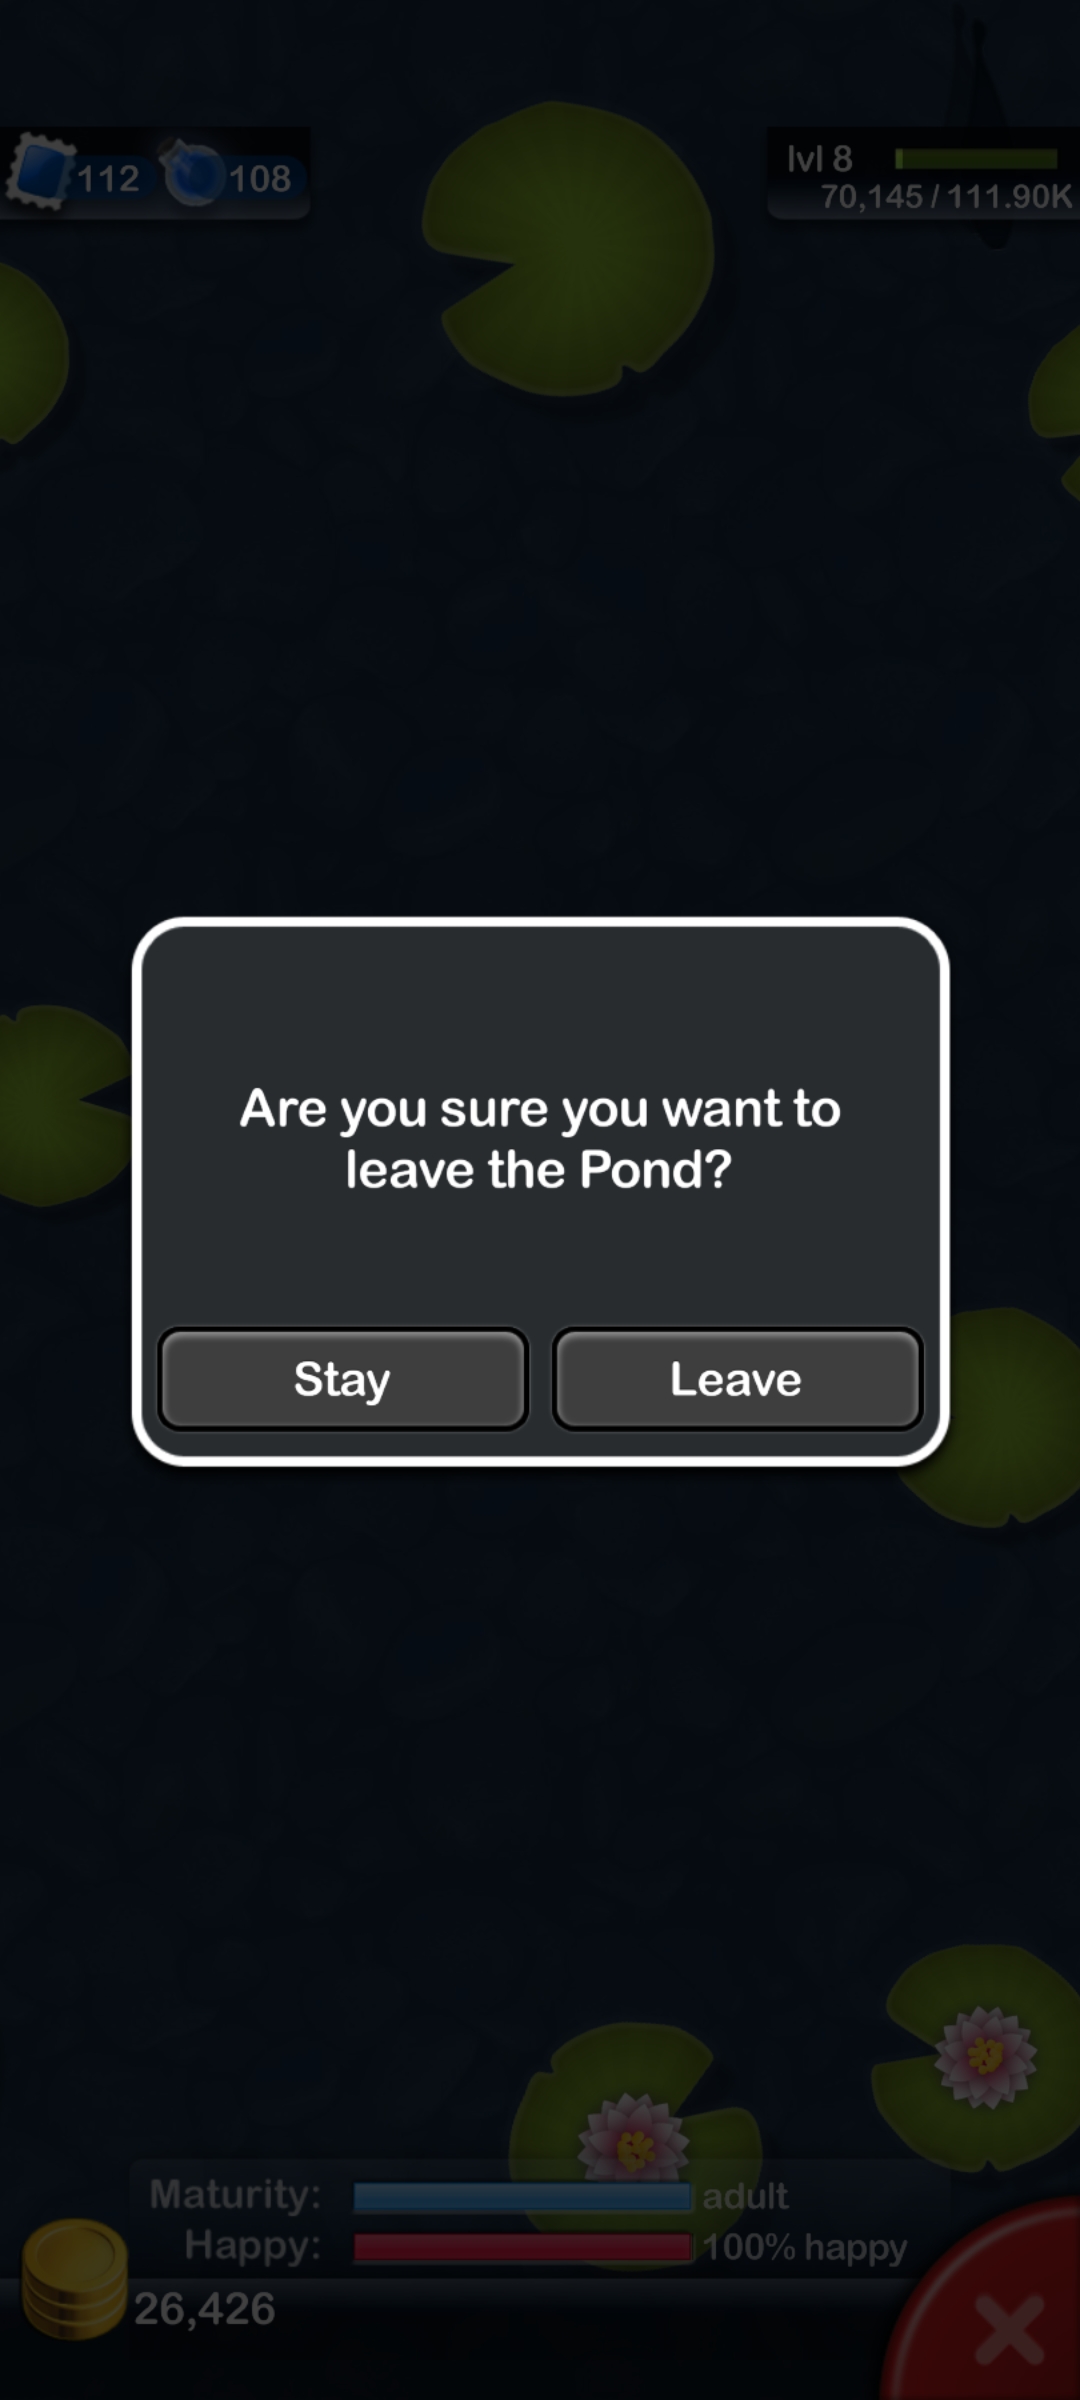 112 108
lvl 8
70,145 / 111.90K
Are you sure you want to
leave the Pond?
Stay Leave
Maturity: adult
Happy: 100% happy
26,426